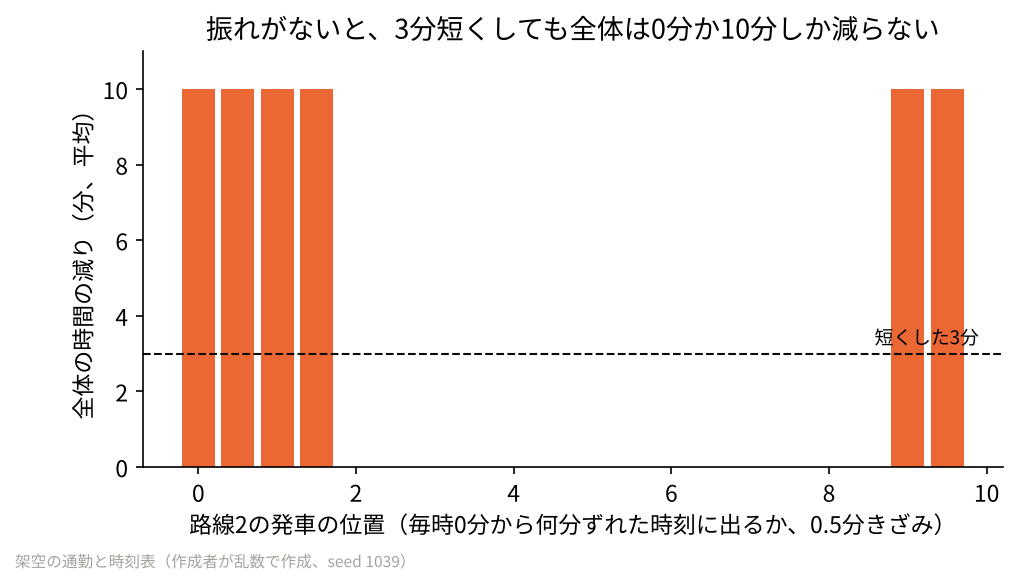 振れがないと、3分短くしても全体は0分か10分しか減らない
全体の時間の減り（分、平均）
10
8
6
4
2
0
短くした3分
0 2 4 6 8 10
路線2の発車の位置（毎時0分から何分ずれた時刻に出るか、0.5分きざみ）
架空の通勤と時刻表（作成者が乱数で作成、seed 1039）